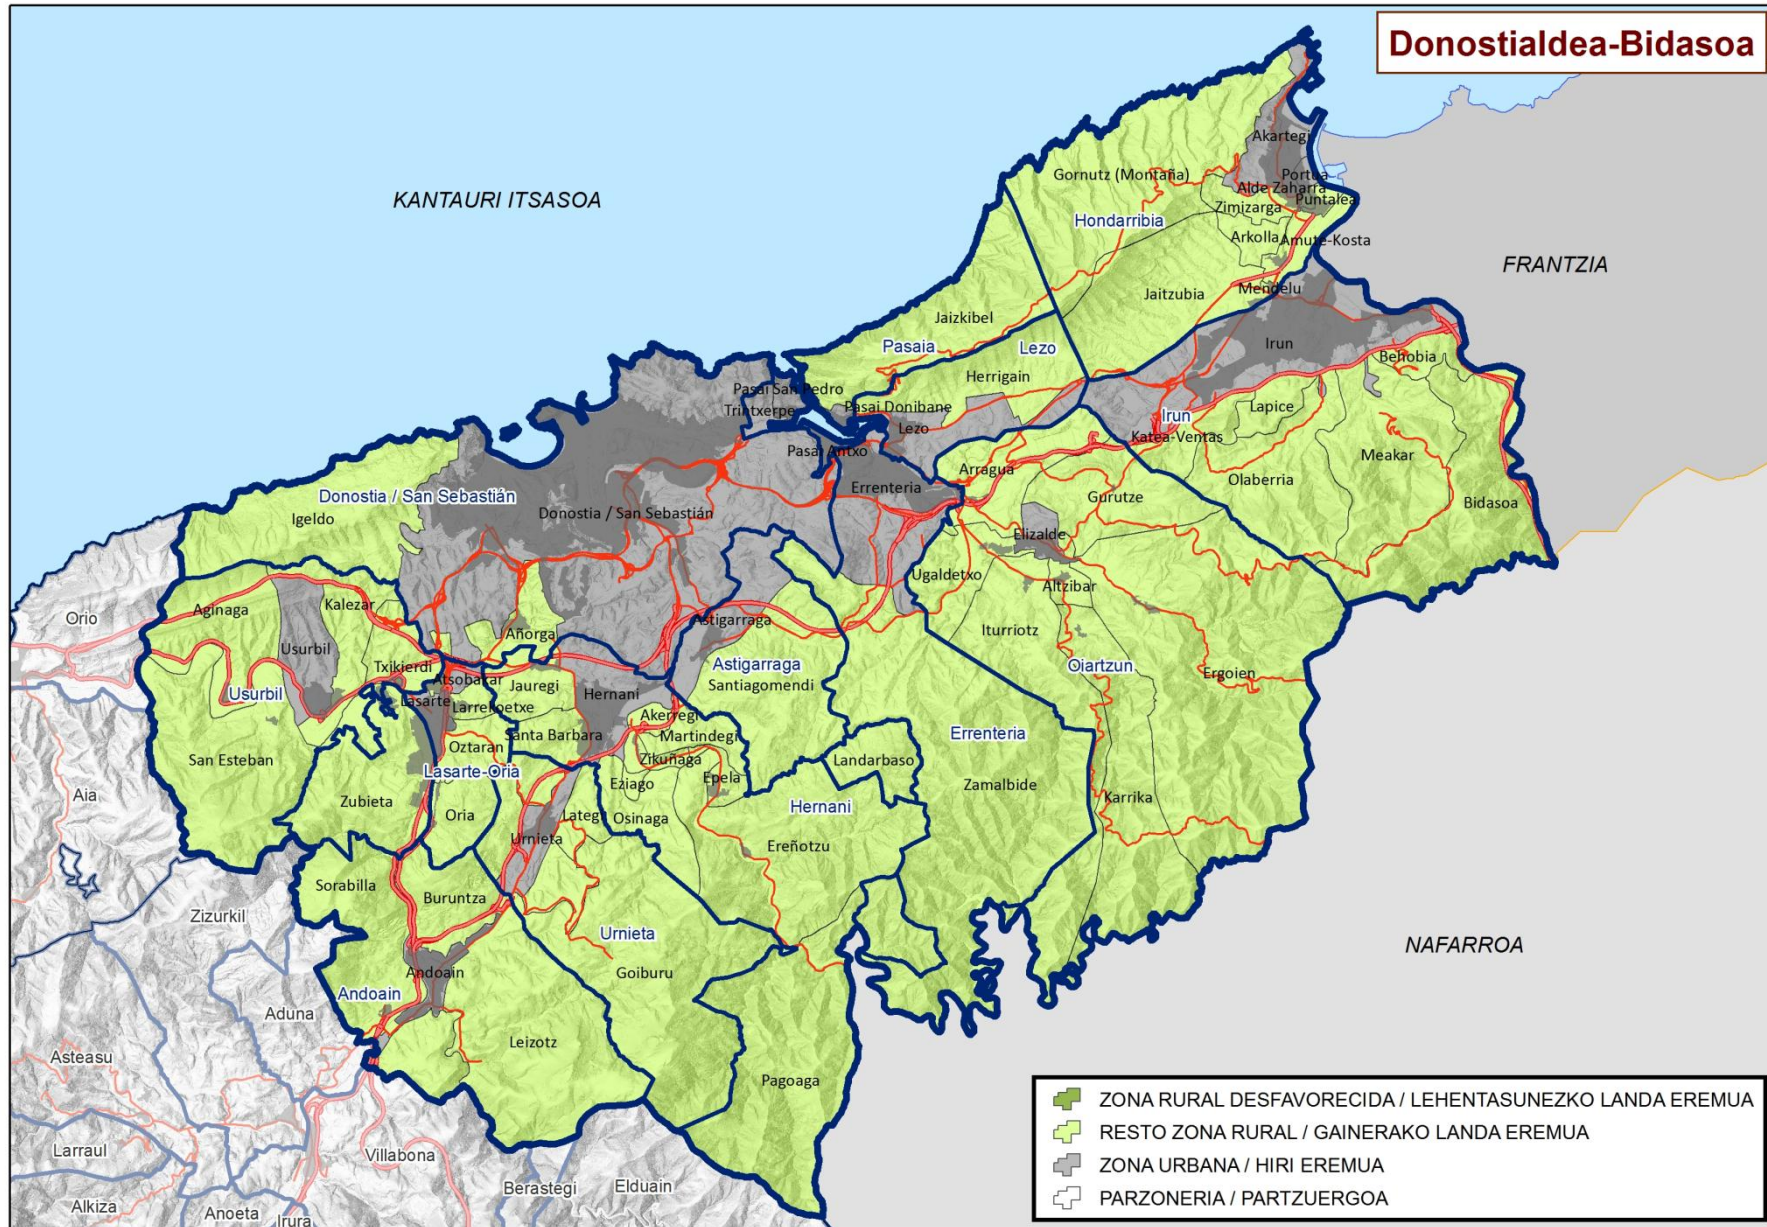 Donostialdea-Bidasoa
KANTAURI ITSASOA
FRANTZIA
NAFARROA
Akartegi
Gornutz (Montaña)
Portua
Alde Zaharra
Puntalea
Zimizarga
Hondarribia
Arkolla
Amute-Kosta
Mendelu
Jaitzubia
Jaizkibel
Pasaia
Lezo
Irun
Behobia
Herrigain
Pasai San Pedro
Trintxerpe
Pasai Donibane
Lezo
Lapice
Irun
Katea-Ventas
Pasai Antxo
Arragua
Meakar
Olaberria
Errenteria
Gurutze
Bidasoa
Donostia / San Sebastián
Igeldo
Donostia / San Sebastián
Elizalde
Ugaldetxo
Altzibar
Orio
Aginaga
Kalezar
Astigarraga
Añorga
Iturriotz
Usurbil
Txikierdi
Astigarraga
Oiartzun
Ergoien
Atsobakar
Jauregi
Santiagomendi
Usurbil
Lasarte
Larrekoetxe
Hernani
Akerregi
Santa Barbara
Martindegi
Errenteria
San Esteban
Oztaran
Zikuñaga
Landarbaso
Lasarte-Oria
Eziago
Epela
Zamalbide
Aia
Zubieta
Oria
Lategi
Osinaga
Hernani
Karrika
Urnieta
Ereñotzu
Sorabilla
Buruntza
Zizurkil
Urnieta
Andoain
Goiburu
Andoain
Aduna
Leizotz
Asteasu
Pagoaga
Larraul
Villabona
Alkiza
Anoeta
Irura
Berastegi
Elduain
ZONA RURAL DESFAVORECIDA / LEHENTASUNEZKO LANDA EREMUA
RESTO ZONA RURAL / GAINERAKO LANDA EREMUA
ZONA URBANA / HIRI EREMUA
PARZONERIA / PARTZUERGOA